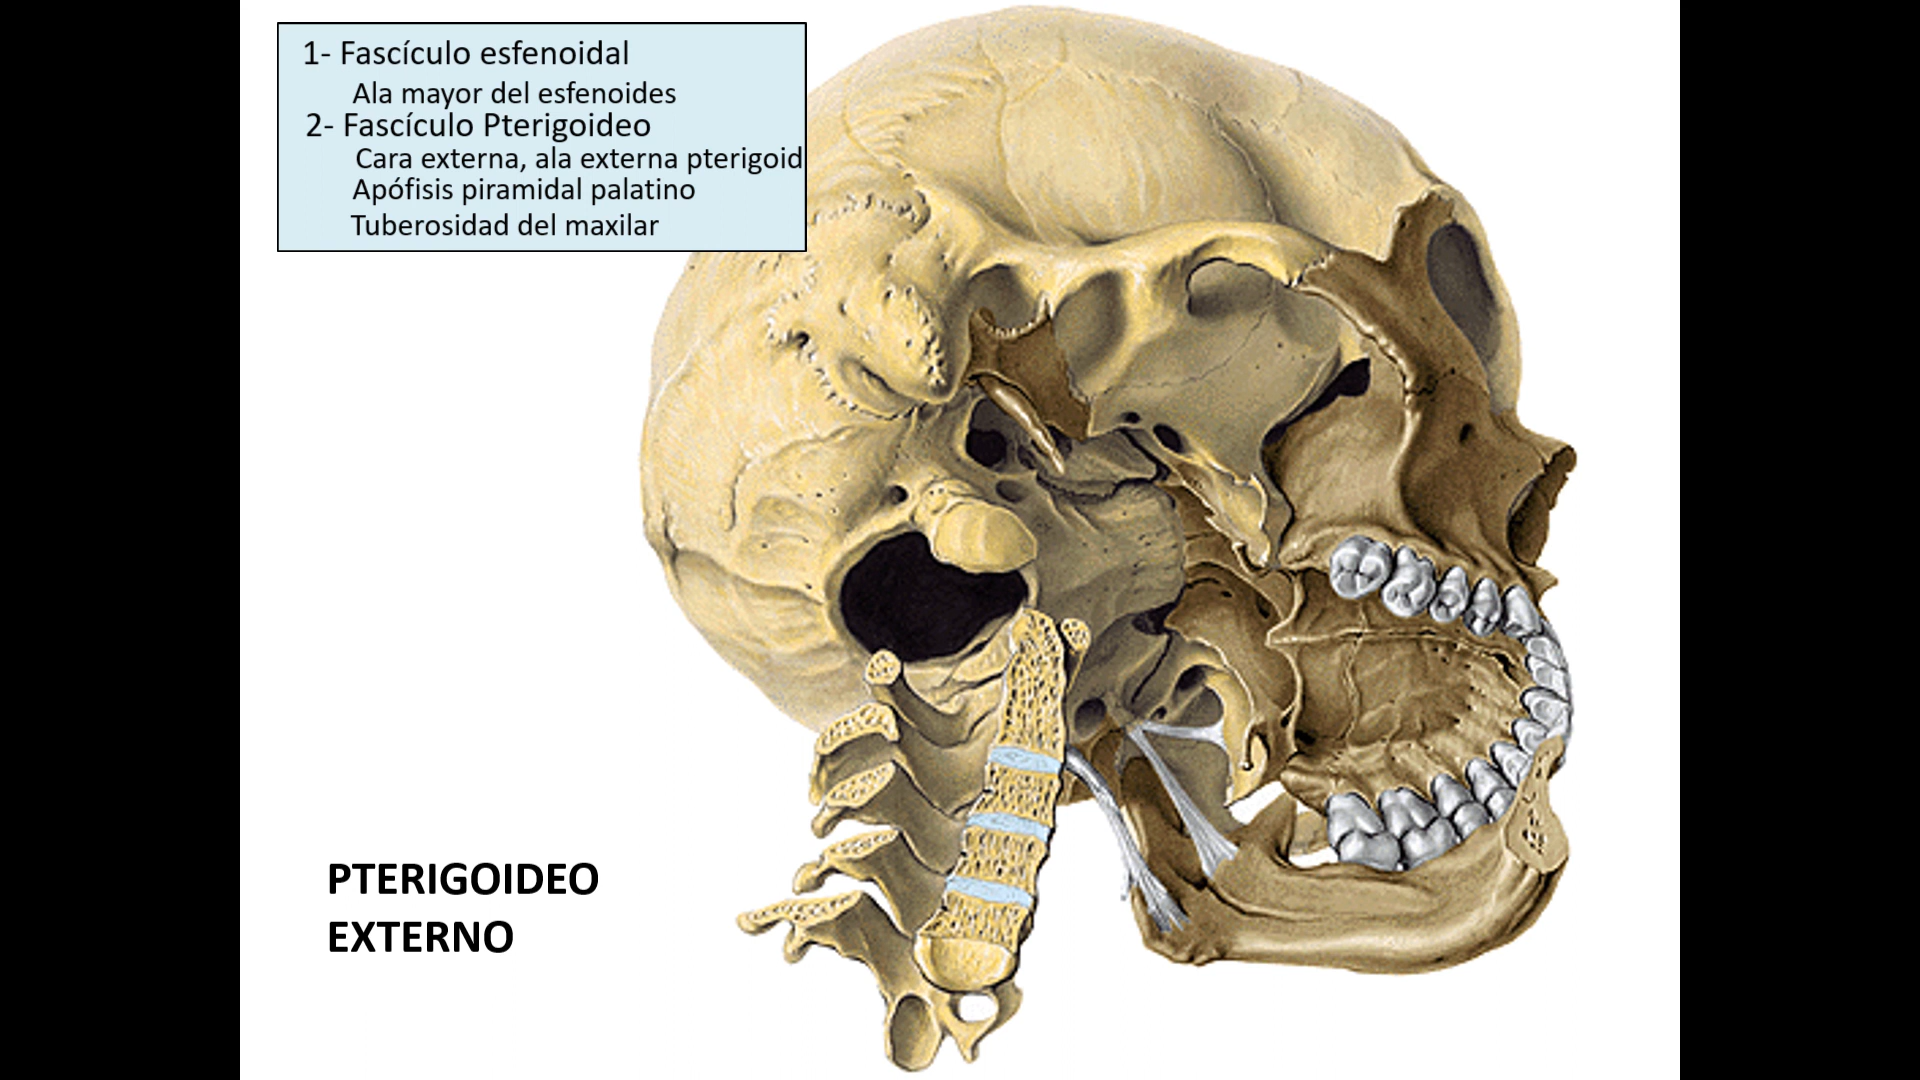 1- Fascículo esfenoidal
Ala mayor del esfenoides
2- Fascículo Pterigoideo
Cara externa, ala externa pterigoid
Apófisis piramidal palatino
Tuberosidad del maxilar
PTERIGOIDEO
EXTERNO